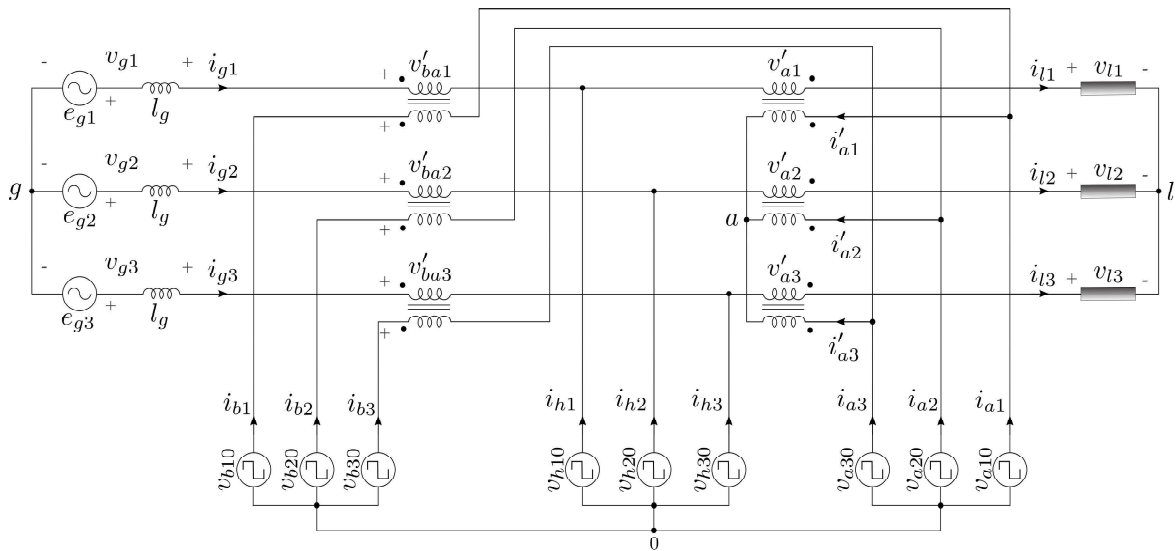 v_{g1} + i_{g1} + v'_{ba1} v'_{a1} i_{l1} + v_{l1} -
- e_{g1} + l_g + i'_{a1}
- v_{g2} + i_{g2} + v'_{ba2} v'_{a2} i_{l2} + v_{l2} -
g e_{g2} + l_g + a i'_{a2} l
- v_{g3} + i_{g3} + v'_{ba3} v'_{a3} i_{l3} + v_{l3} -
e_{g3} + l_g + i'_{a3}
i_{b1} i_{b2} i_{b3} i_{h1} i_{h2} i_{h3} i_{a3} i_{a2} i_{a1}
v_{b10} v_{b20} v_{b30} v_{h10} v_{h20} v_{h30} v_{a30} v_{a20} v_{a10}
0